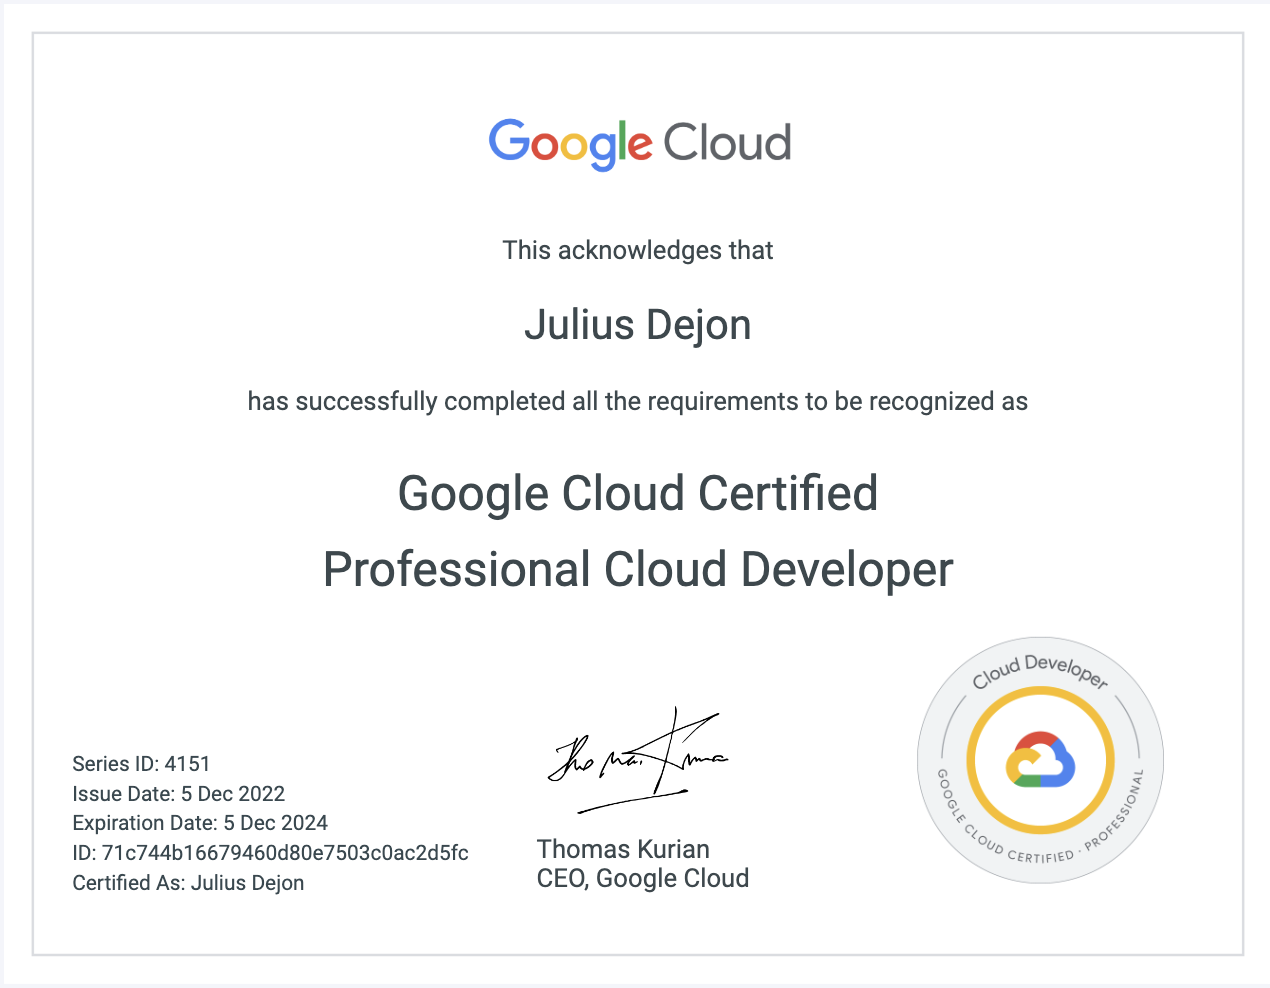 Google Cloud
This acknowledges that
Julius Dejon
has successfully completed all the requirements to be recognized as
Google Cloud Certified
Professional Cloud Developer
Series ID: 4151
Issue Date: 5 Dec 2022
Expiration Date: 5 Dec 2024
ID: 71c744b16679460d80e7503c0ac2d5fc
Certified As: Julius Dejon
Thomas Kurian
Thomas Kurian
CEO, Google Cloud
Cloud Developer
GOOGLE CLOUD CERTIFIED · PROFESSIONAL